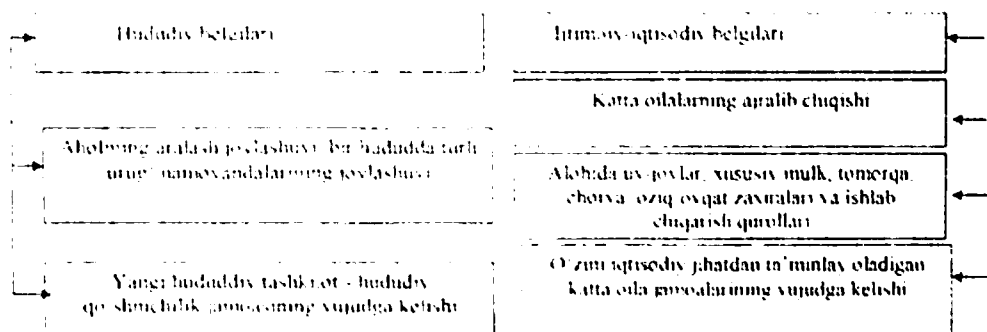 Hududiy belgilari
Ijtimoiy-iqtisodiy belgilari
Katta oilalarning ajralib chiqishi
Aholining aralash joylashuvi, bir hududda turli
urug' namoyandalarining joylashuvi
Alohida uy-joylar, xususiy mulk, tomorqa,
chorva, oziq-ovqat zaxiralari va ishlab
chiqarish qurollari
Yangi hududdiy tashkilot - hududiy
qo'shnichilik jamoasining vujudga kelishi
O'zini iqtisodiy jihatdan ta'minlay oladigan
katta oila jamoalarining vujudga kelishi